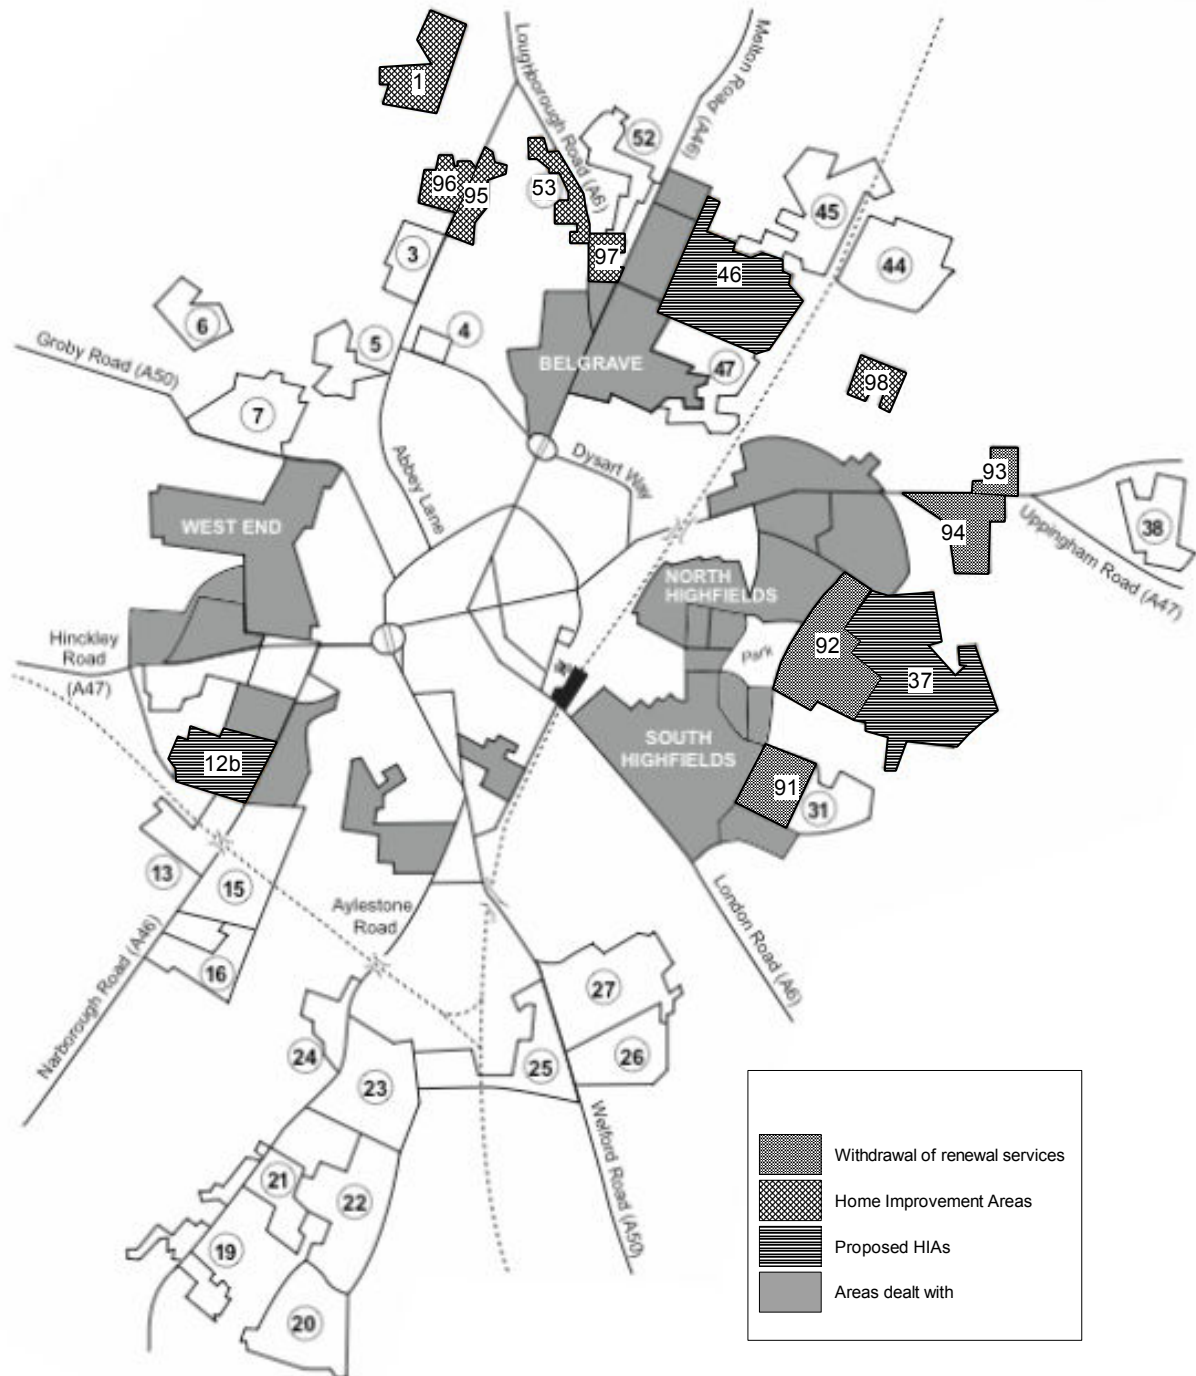 1
Loughborough Road (A6)
Melton Road (A46)
52
96
95
53
45
3
97
46
44
6
5
4
Groby Road (A50)
BELGRAVE
47
98
7
Abbey Lane
Dysart Way
93
WEST END
94
38
Uppingham Road (A47)
NORTH
HIGHFIELDS
Hinckley
Road
(A47)
Park
92
37
SOUTH
HIGHFIELDS
12b
91
31
13
15
Aylestone
Road
London Road (A6)
16
Narborough Road (A46)
27
24
26
25
23
Welford Road (A50)
21
22
19
20
Withdrawal of renewal services
Home Improvement Areas
Proposed HIAs
Areas dealt with